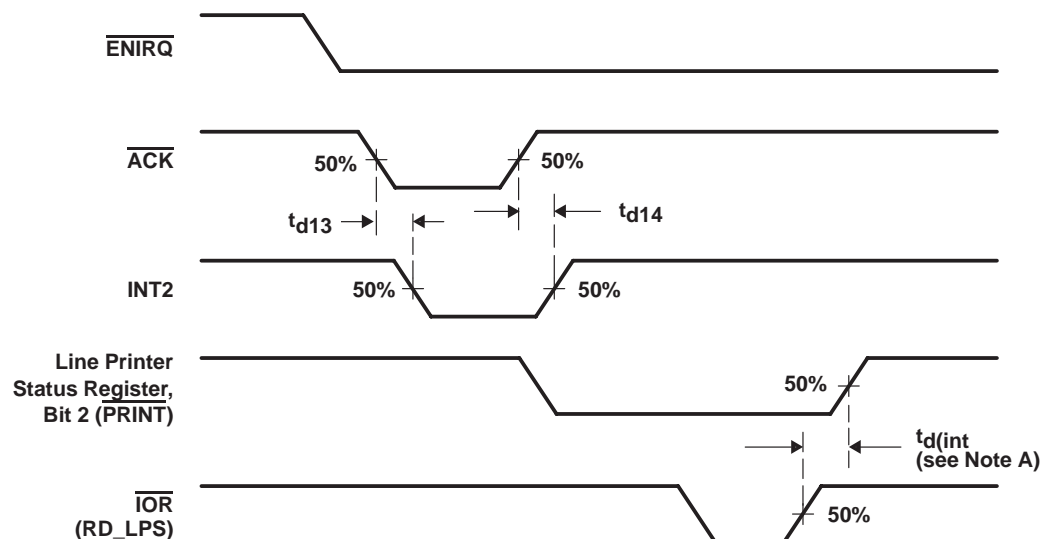 ENIRQ
ACK
50%
50%
td13
td14
INT2
50%
50%
Line Printer
Status Register,
Bit 2 (PRINT)
50%
td(int
(see Note A)
IOR
(RD_LPS)
50%